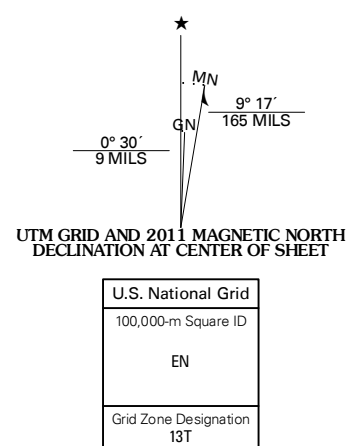 ★
MN
GN
9° 17´
165 MILS
0° 30´
9 MILS
UTM GRID AND 2011 MAGNETIC NORTH
DECLINATION AT CENTER OF SHEET
U.S. National Grid
100,000-m Square ID
EN
Grid Zone Designation
13T